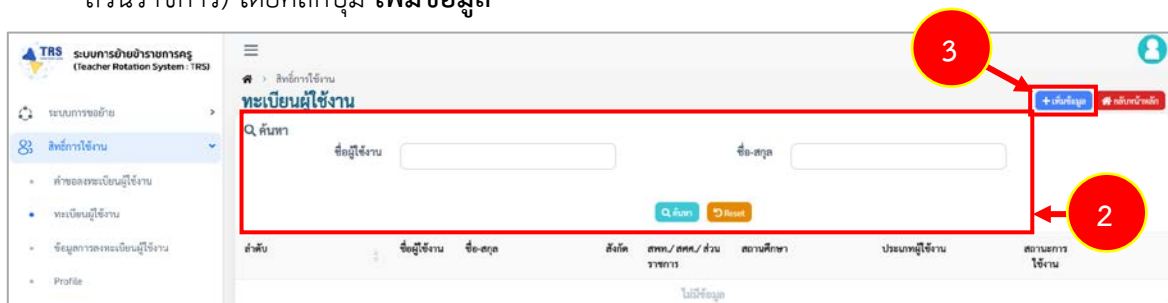 ส่วนราชการ) โดยคลิกปุ่ม เพิ่มข้อมูล
TRS ระบบการย้ายข้าราชการครู
(Teacher Rotation System : TRS)
3
สิทธิ์การใช้งาน
ทะเบียนผู้ใช้งาน
+ เพิ่มข้อมูล กลับหน้าหลัก
ระบบการขอย้าย
ค้นหา
สิทธิ์การใช้งาน
ชื่อผู้ใช้งาน ชื่อ-สกุล
คำขอลงทะเบียนผู้ใช้งาน
ทะเบียนผู้ใช้งาน
ค้นหา Reset
2
ข้อมูลการลงทะเบียนผู้ใช้งาน
ลำดับ ชื่อผู้ใช้งาน ชื่อ-สกุล สังกัด สพท./ สศศ./ ส่วน สถานศึกษา ประเภทผู้ใช้งาน สถานะการ
ราชการ ใช้งาน
Profile
ไม่มีข้อมูล